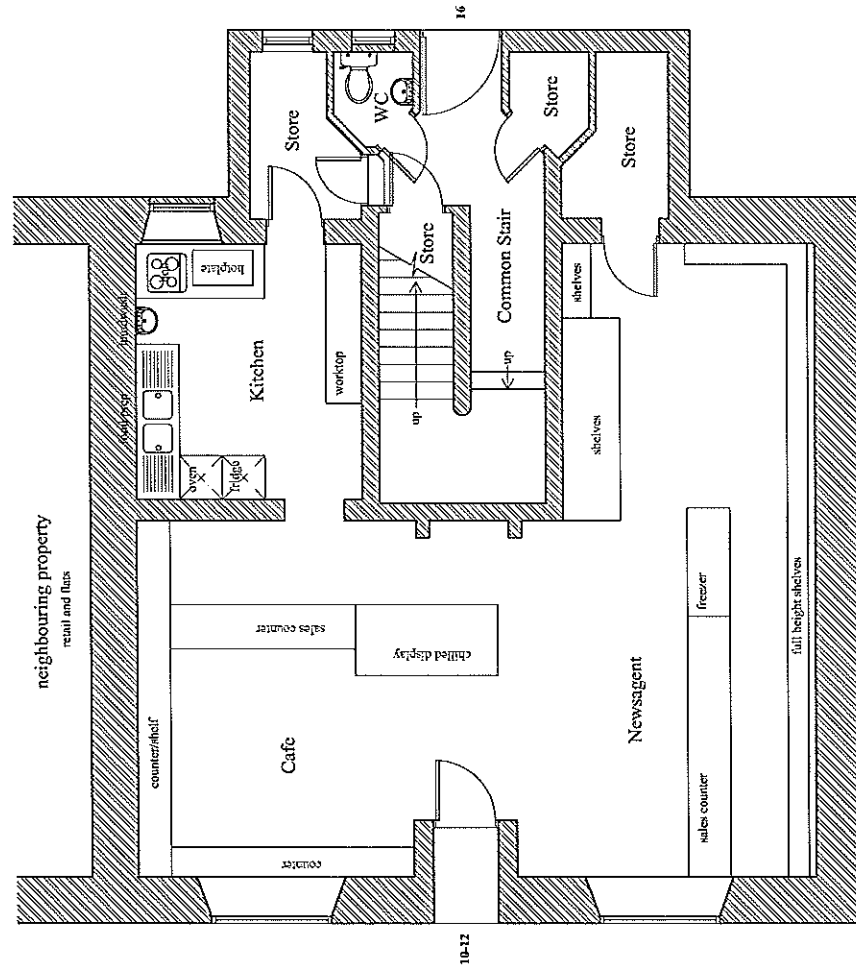 neighbouring property
retail and flats
16
Store
WC
Store
Store
Store
Common Stair
up
up
hotplate
Kitchen
worktop
oven
fridge
shelves
shelves
counter/shelf
sales counter
chilled display
Cafe
counter
Newsagent
freezer
sales counter
full height shelves
10-12